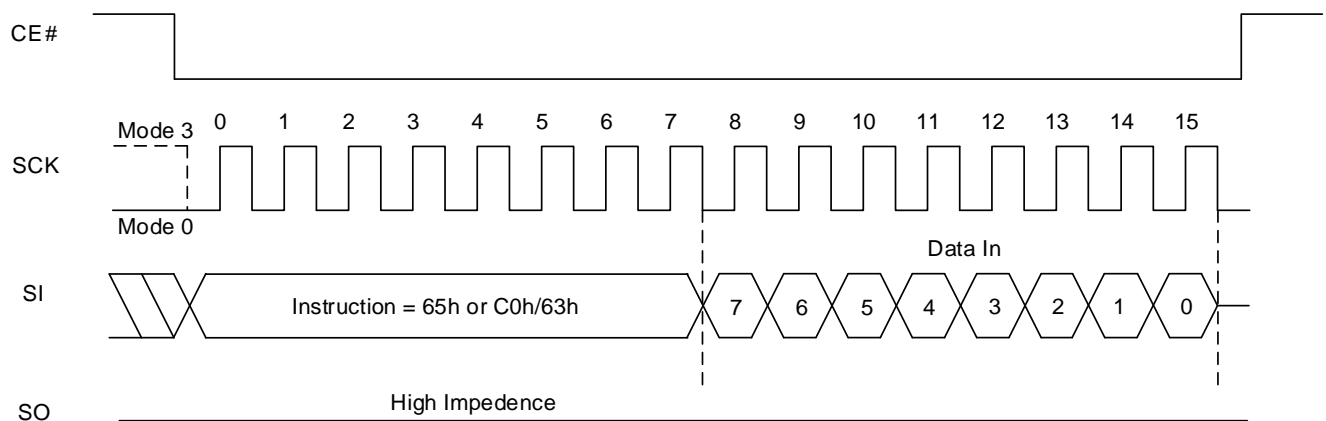 CE#
0 1 2 3 4 5 6 7 8 9 10 11 12 13 14 15
Mode 3
SCK
Mode 0
Data In
SI
Instruction = 65h or C0h/63h
7 6 5 4 3 2 1 0
High Impedence
SO